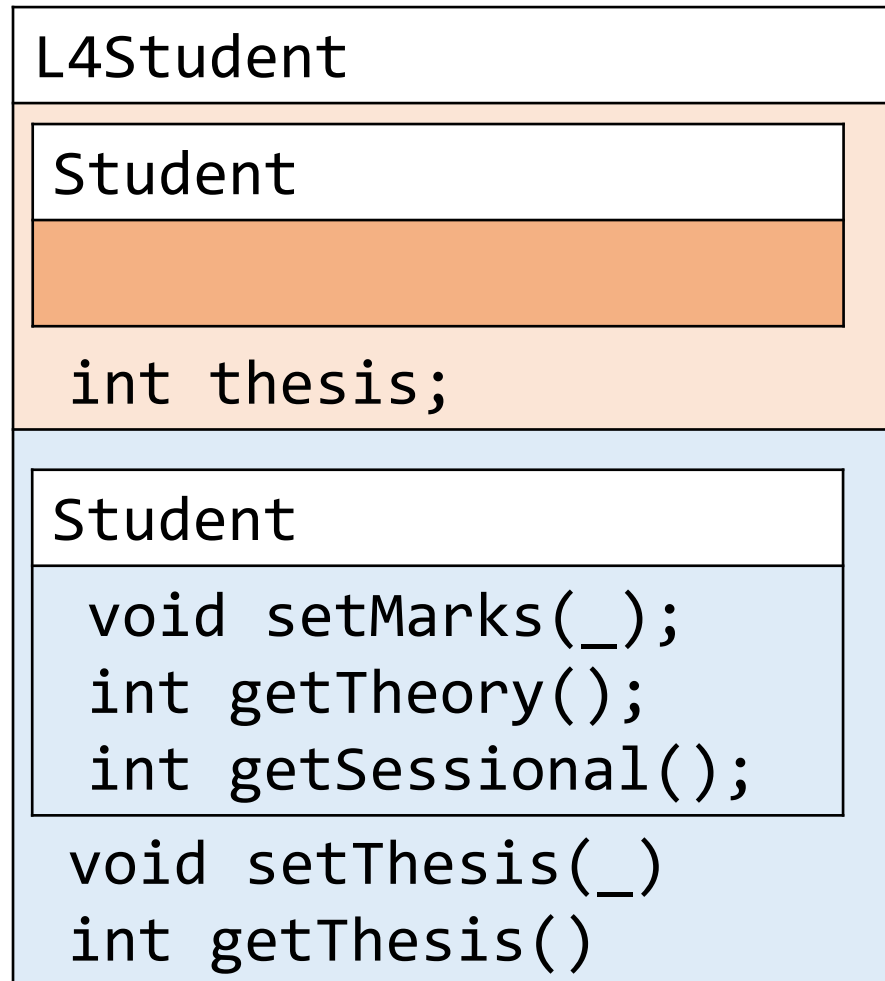 L4Student
Student
int thesis;
Student
void setMarks(_);
int getTheory();
int getSessional();
void setThesis(_)
int getThesis()